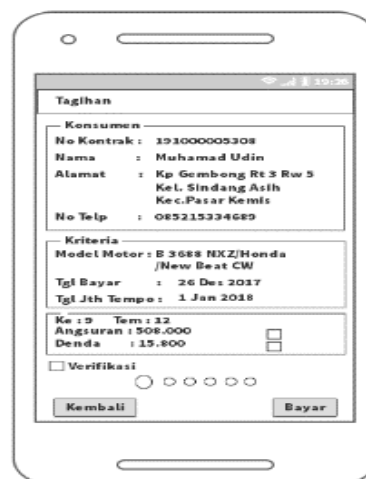 19:26
Tagihan
Konsumen
No Kontrak : 191000005308
Nama : Muhamad Udin
Alamat : Kp Gembong Rt 3 Rw 5
Kel. Sindang Asih
Kec.Pasar Kemis
No Telp : 085215334689
Kriteria
Model Motor : B 3688 NXZ/Honda
/New Beat CW
Tgl Bayar : 26 Des 2017
Tgl Jth Tempo : 1 Jan 2018
Ke : 9 Tem : 12
Angsuran : 508.000
Denda : 15.800
Verifikasi
Kembali Bayar